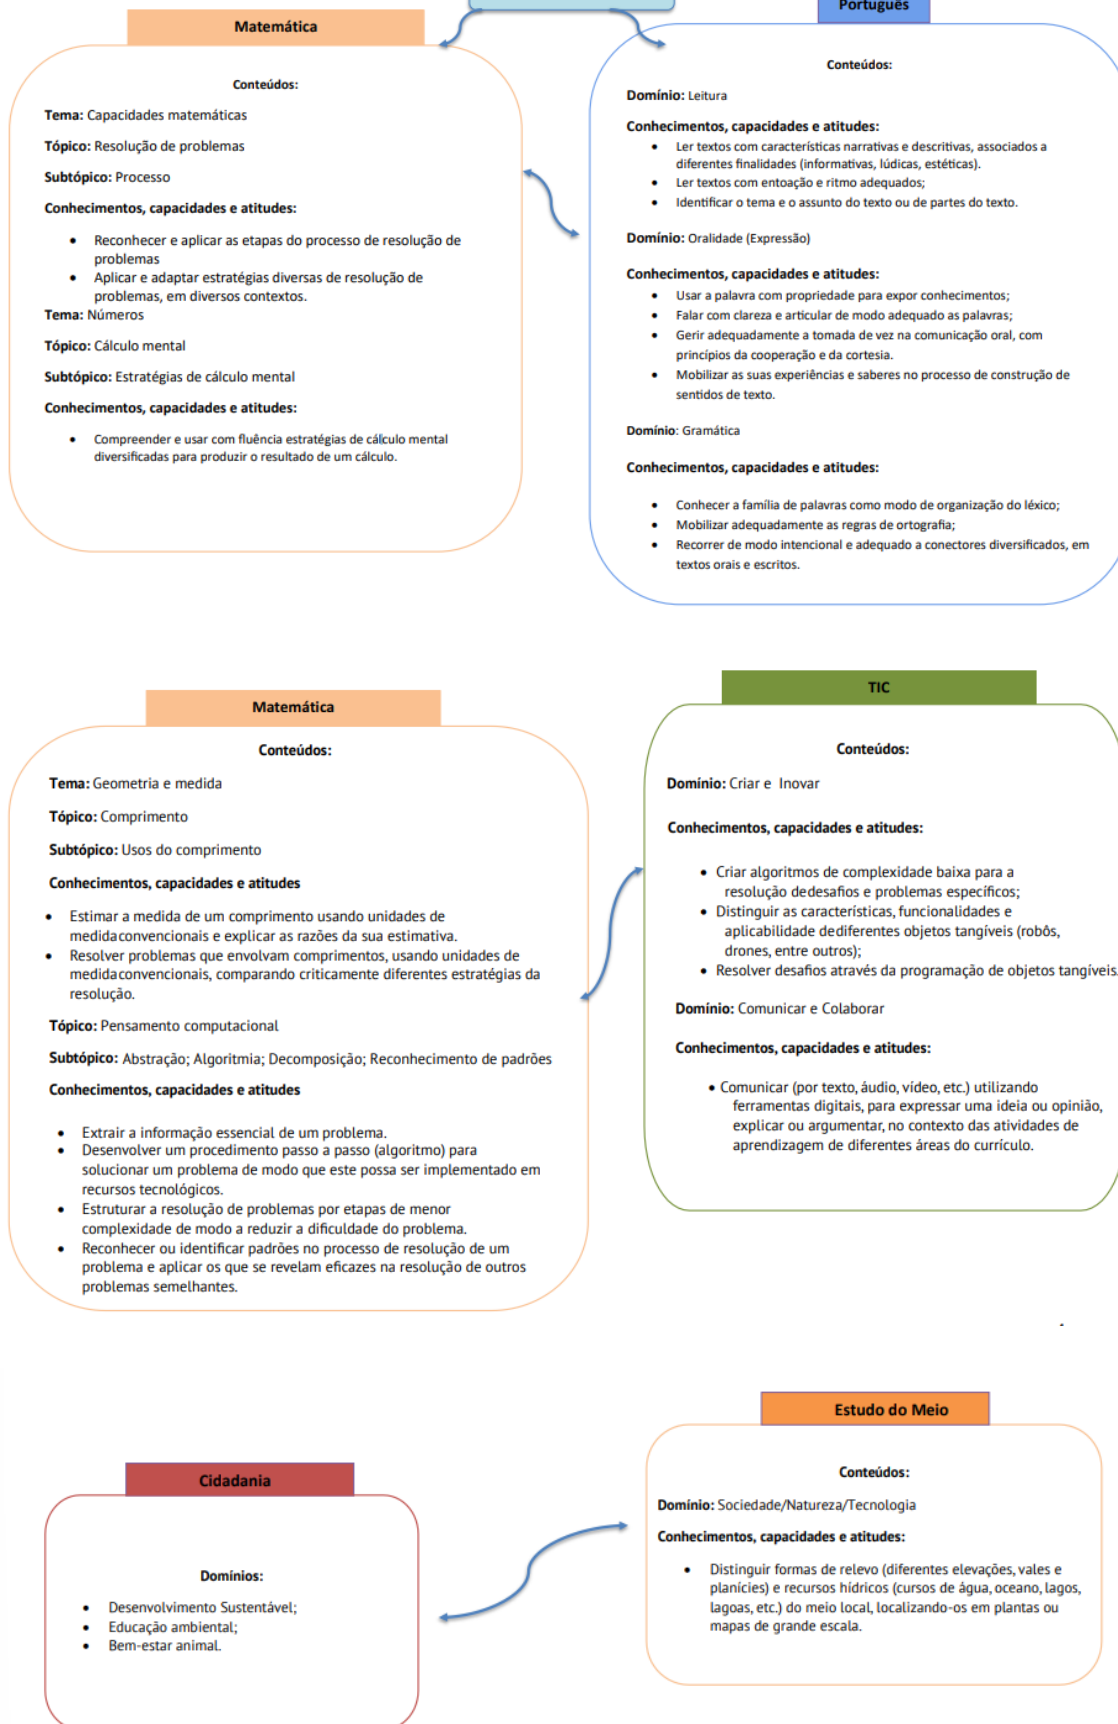 Matemática
Conteúdos:
Tema: Capacidades matemáticas
Tópico: Resolução de problemas
Subtópico: Processo
Conhecimentos, capacidades e atitudes:
• Reconhecer e aplicar as etapas do processo de resolução de
problemas
• Aplicar e adaptar estratégias diversas de resolução de
problemas, em diversos contextos.
Tema: Números
Tópico: Cálculo mental
Subtópico: Estratégias de cálculo mental
Conhecimentos, capacidades e atitudes:
• Compreender e usar com fluência estratégias de cálculo mental
diversificadas para produzir o resultado de um cálculo.
Português
Conteúdos:
Domínio: Leitura
Conhecimentos, capacidades e atitudes:
• Ler textos com características narrativas e descritivas, associados a
diferentes finalidades (informativas, lúdicas, estéticas).
• Ler textos com entoação e ritmo adequados;
• Identificar o tema e o assunto do texto ou de partes do texto.
Domínio: Oralidade (Expressão)
Conhecimentos, capacidades e atitudes:
• Usar a palavra com propriedade para expor conhecimentos;
• Falar com clareza e articular de modo adequado as palavras;
• Gerir adequadamente a tomada de vez na comunicação oral, com
princípios da cooperação e da cortesia.
• Mobilizar as suas experiências e saberes no processo de construção de
sentidos de texto.
Domínio: Gramática
Conhecimentos, capacidades e atitudes:
• Conhecer a família de palavras como modo de organização do léxico;
• Mobilizar adequadamente as regras de ortografia;
• Recorrer de modo intencional e adequado a conectores diversificados, em
textos orais e escritos.
Matemática
Conteúdos:
Tema: Geometria e medida
Tópico: Comprimento
Subtópico: Usos do comprimento
Conhecimentos, capacidades e atitudes
• Estimar a medida de um comprimento usando unidades de
medidaconvencionais e explicar as razões da sua estimativa.
• Resolver problemas que envolvam comprimentos, usando unidades de
medidaconvencionais, comparando criticamente diferentes estratégias da
resolução.
Tópico: Pensamento computacional
Subtópico: Abstração; Algoritmia; Decomposição; Reconhecimento de padrões
Conhecimentos, capacidades e atitudes
• Extrair a informação essencial de um problema.
• Desenvolver um procedimento passo a passo (algoritmo) para
solucionar um problema de modo que este possa ser implementado em
recursos tecnológicos.
• Estruturar a resolução de problemas por etapas de menor
complexidade de modo a reduzir a dificuldade do problema.
• Reconhecer ou identificar padrões no processo de resolução de um
problema e aplicar os que se revelam eficazes na resolução de outros
problemas semelhantes.
TIC
Conteúdos:
Domínio: Criar e Inovar
Conhecimentos, capacidades e atitudes:
• Criar algoritmos de complexidade baixa para a
resolução dedesafios e problemas específicos;
• Distinguir as características, funcionalidades e
aplicabilidade dediferentes objetos tangíveis (robôs,
drones, entre outros);
• Resolver desafios através da programação de objetos tangíveis.
Domínio: Comunicar e Colaborar
Conhecimentos, capacidades e atitudes:
• Comunicar (por texto, áudio, vídeo, etc.) utilizando
ferramentas digitais, para expressar uma ideia ou opinião,
explicar ou argumentar, no contexto das atividades de
aprendizagem de diferentes áreas do currículo.
Cidadania
Domínios:
• Desenvolvimento Sustentável;
• Educação ambiental;
• Bem-estar animal.
Estudo do Meio
Conteúdos:
Domínio: Sociedade/Natureza/Tecnologia
Conhecimentos, capacidades e atitudes:
• Distinguir formas de relevo (diferentes elevações, vales e
planícies) e recursos hídricos (cursos de água, oceano, lagos,
lagoas, etc.) do meio local, localizando-os em plantas ou
mapas de grande escala.